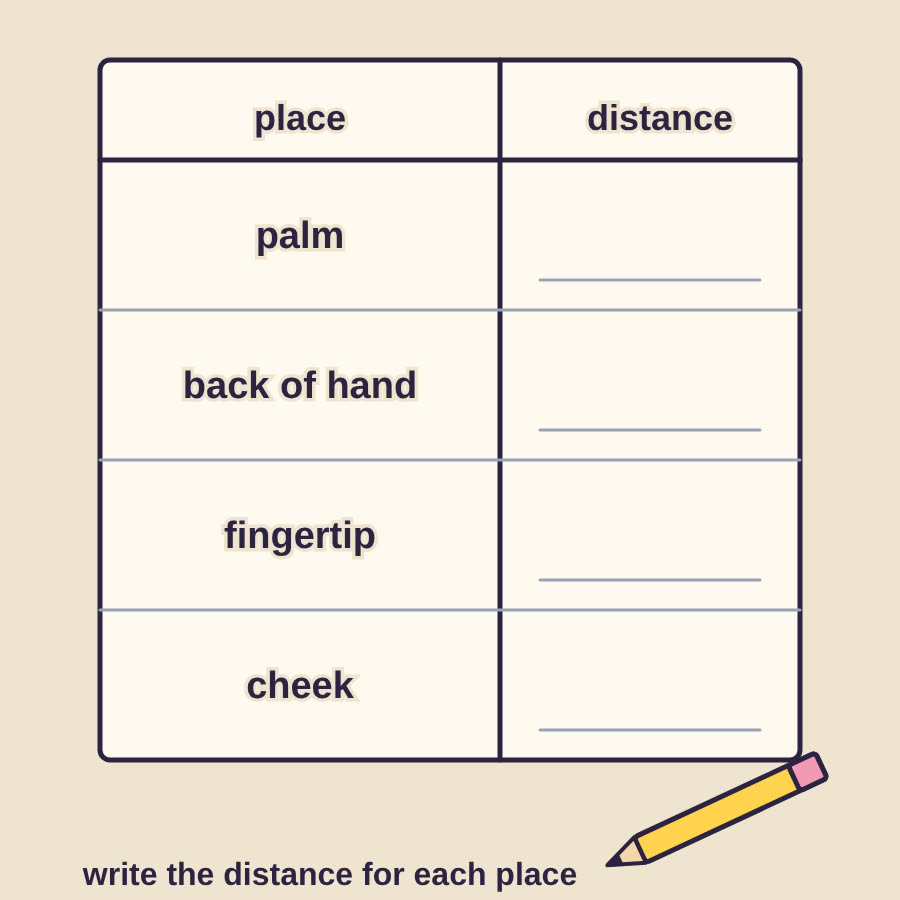 place distance
palm
back of hand
fingertip
cheek
write the distance for each place